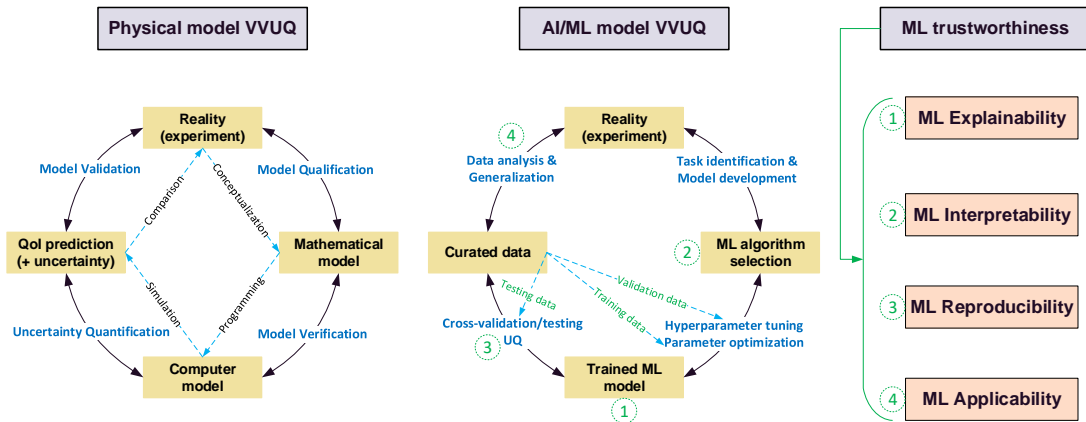 Physical model VVUQ
Reality
(experiment)
Model Validation
Model Qualification
Comparison
Conceptualization
QoI prediction
(+ uncertainty)
Mathematical
model
Simulation
Programming
Uncertainty Quantification
Model Verification
Computer
model
AI/ML model VVUQ
4
Reality
(experiment)
Data analysis &
Generalization
Task identification &
Model development
Curated data
2
ML algorithm
selection
Testing data
Training data
Validation data
Cross-validation/testing
UQ
3
Hyperparameter tuning
Parameter optimization
Trained ML
model
1
ML trustworthiness
1
ML Explainability
2
ML Interpretability
3
ML Reproducibility
4
ML Applicability